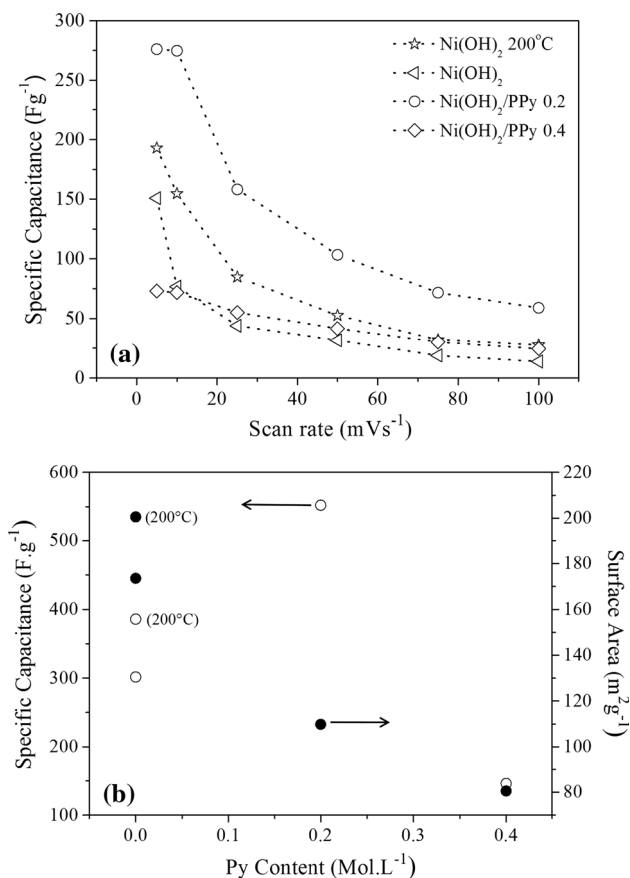 300
250
200
150
100
50
0
Specific Capacitance (Fg⁻¹)
Ni(OH)₂ 200°C
Ni(OH)₂
Ni(OH)₂/PPy 0.2
Ni(OH)₂/PPy 0.4
(a)
0 20 40 60 80 100
Scan rate (mVs⁻¹)
600
500
400
300
200
100
Specific Capacitance (F.g⁻¹)
(200°C)
(200°C)
220
200
180
160
140
120
100
80
Surface Area (m²g⁻¹)
(b)
0.0 0.1 0.2 0.3 0.4
Py Content (Mol.L⁻¹)